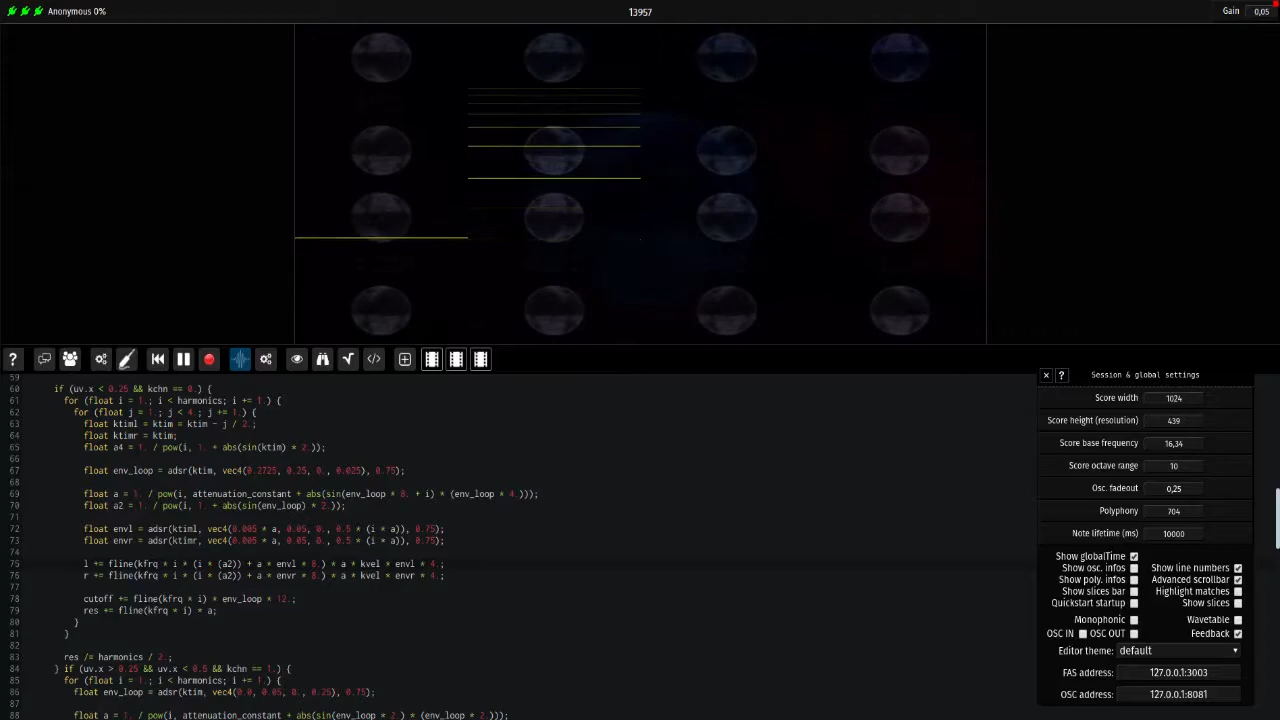 Anonymous 0%
13957
Gain 0,05
?
× ? Session & global settings
Score width 1024
Score height (resolution) 439
Score base frequency 16,34
Score octave range 10
Osc. fadeout 0,25
Polyphony 704
Note lifetime (ms) 10000
Show globalTime
Show osc. infos Show line numbers
Show poly. infos Advanced scrollbar
Show slices bar Highlight matches
Quickstart startup Show slices
Monophonic Wavetable
OSC IN OSC OUT Feedback
Editor theme: default
FAS address: 127.0.0.1:3003
OSC address: 127.0.0.1:8081
59
60 if (uv.x < 0.25 && kchn == 0.) {
61 for (float i = 1.; i < harmonics; i += 1.) {
62 for (float j = 1.; j < 4.; j += 1.) {
63 float ktiml = ktim = ktim - j / 2.;
64 float ktimr = ktim;
65 float a4 = 1. / pow(i, 1. + abs(sin(ktim) * 2.));
66
67 float env_loop = adsr(ktim, vec4(0.2725, 0.25, 0., 0.025), 0.75);
68
69 float a = 1. / pow(i, attenuation_constant + abs(sin(env_loop * 8. + i) * (env_loop * 4.)));
70 float a2 = 1. / pow(i, 1. + abs(sin(env_loop) * 2.));
71
72 float envl = adsr(ktiml, vec4(0.005 * a, 0.05, 0., 0.5 * (i * a)), 0.75);
73 float envr = adsr(ktimr, vec4(0.005 * a, 0.05, 0., 0.5 * (i * a)), 0.75);
74
75 l += fline(kfrq * i * (i * (a2)) + a * envl * 8.) * a * kvel * envl * 4.;
76 r += fline(kfrq * i * (i * (a2)) + a * envr * 8.) * a * kvel * envr * 4.;
77
78 cutoff += fline(kfrq * i) * env_loop * 12.;
79 res += fline(kfrq * i) * a;
80 }
81 }
82
83 res /= harmonics / 2.;
84 } if (uv.x > 0.25 && uv.x < 0.5 && kchn == 1.) {
85 for (float i = 1.; i < harmonics; i += 1.) {
86 float env_loop = adsr(ktim, vec4(0.0, 0.05, 0., 0.25), 0.75);
87
88 float a = 1. / pow(i, attenuation_constant + abs(sin(env_loop * 2.) * (env_loop * 2.)));